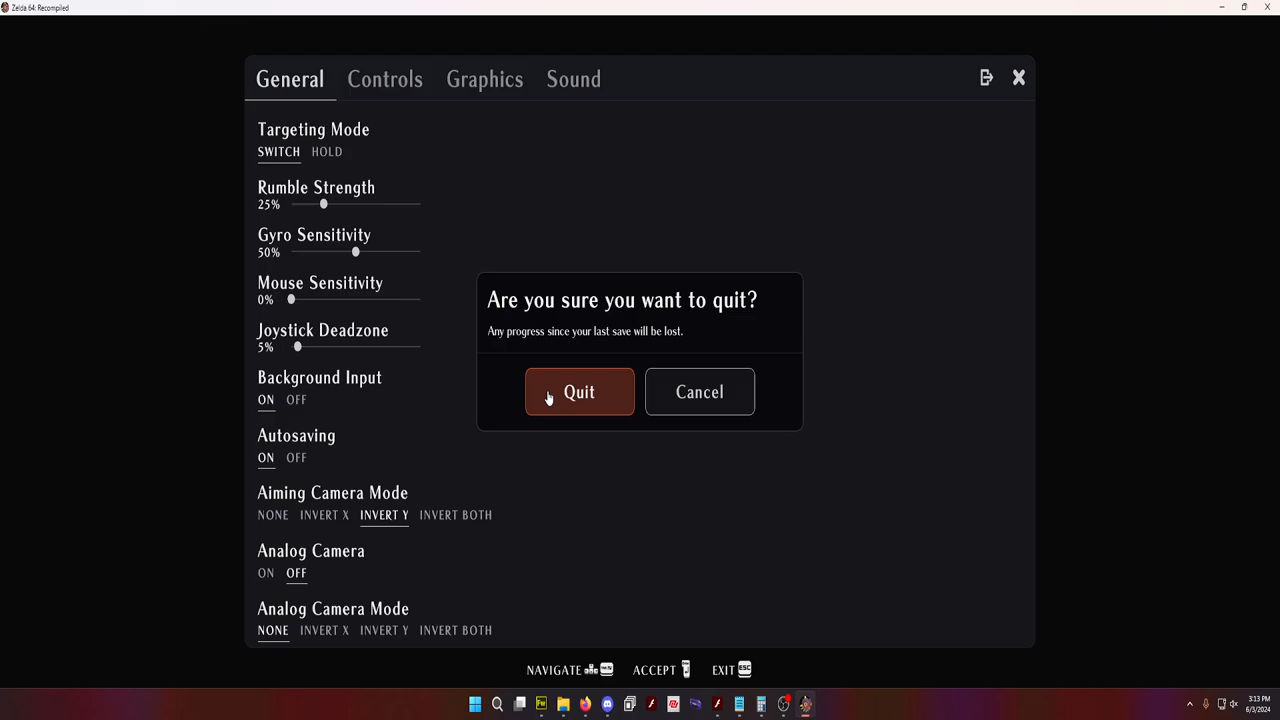 Zelda 64: Recompiled
General Controls Graphics Sound
Targeting Mode
SWITCH HOLD
Rumble Strength
25%
Gyro Sensitivity
50%
Mouse Sensitivity
0%
Joystick Deadzone
5%
Background Input
ON OFF
Autosaving
ON OFF
Aiming Camera Mode
NONE INVERT X INVERT Y INVERT BOTH
Analog Camera
ON OFF
Analog Camera Mode
NONE INVERT X INVERT Y INVERT BOTH
Are you sure you want to quit?
Any progress since your last save will be lost.
Quit Cancel
NAVIGATE ACCEPT EXIT ESC
3:13 PM
6/3/2024